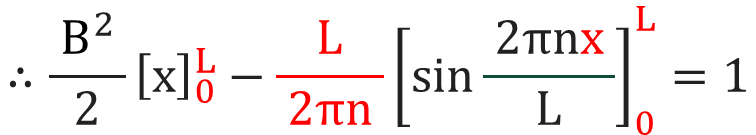 ∴ B²/2 [x]₀ᴸ − L/2πn [sin 2πnx/L]₀ᴸ = 1